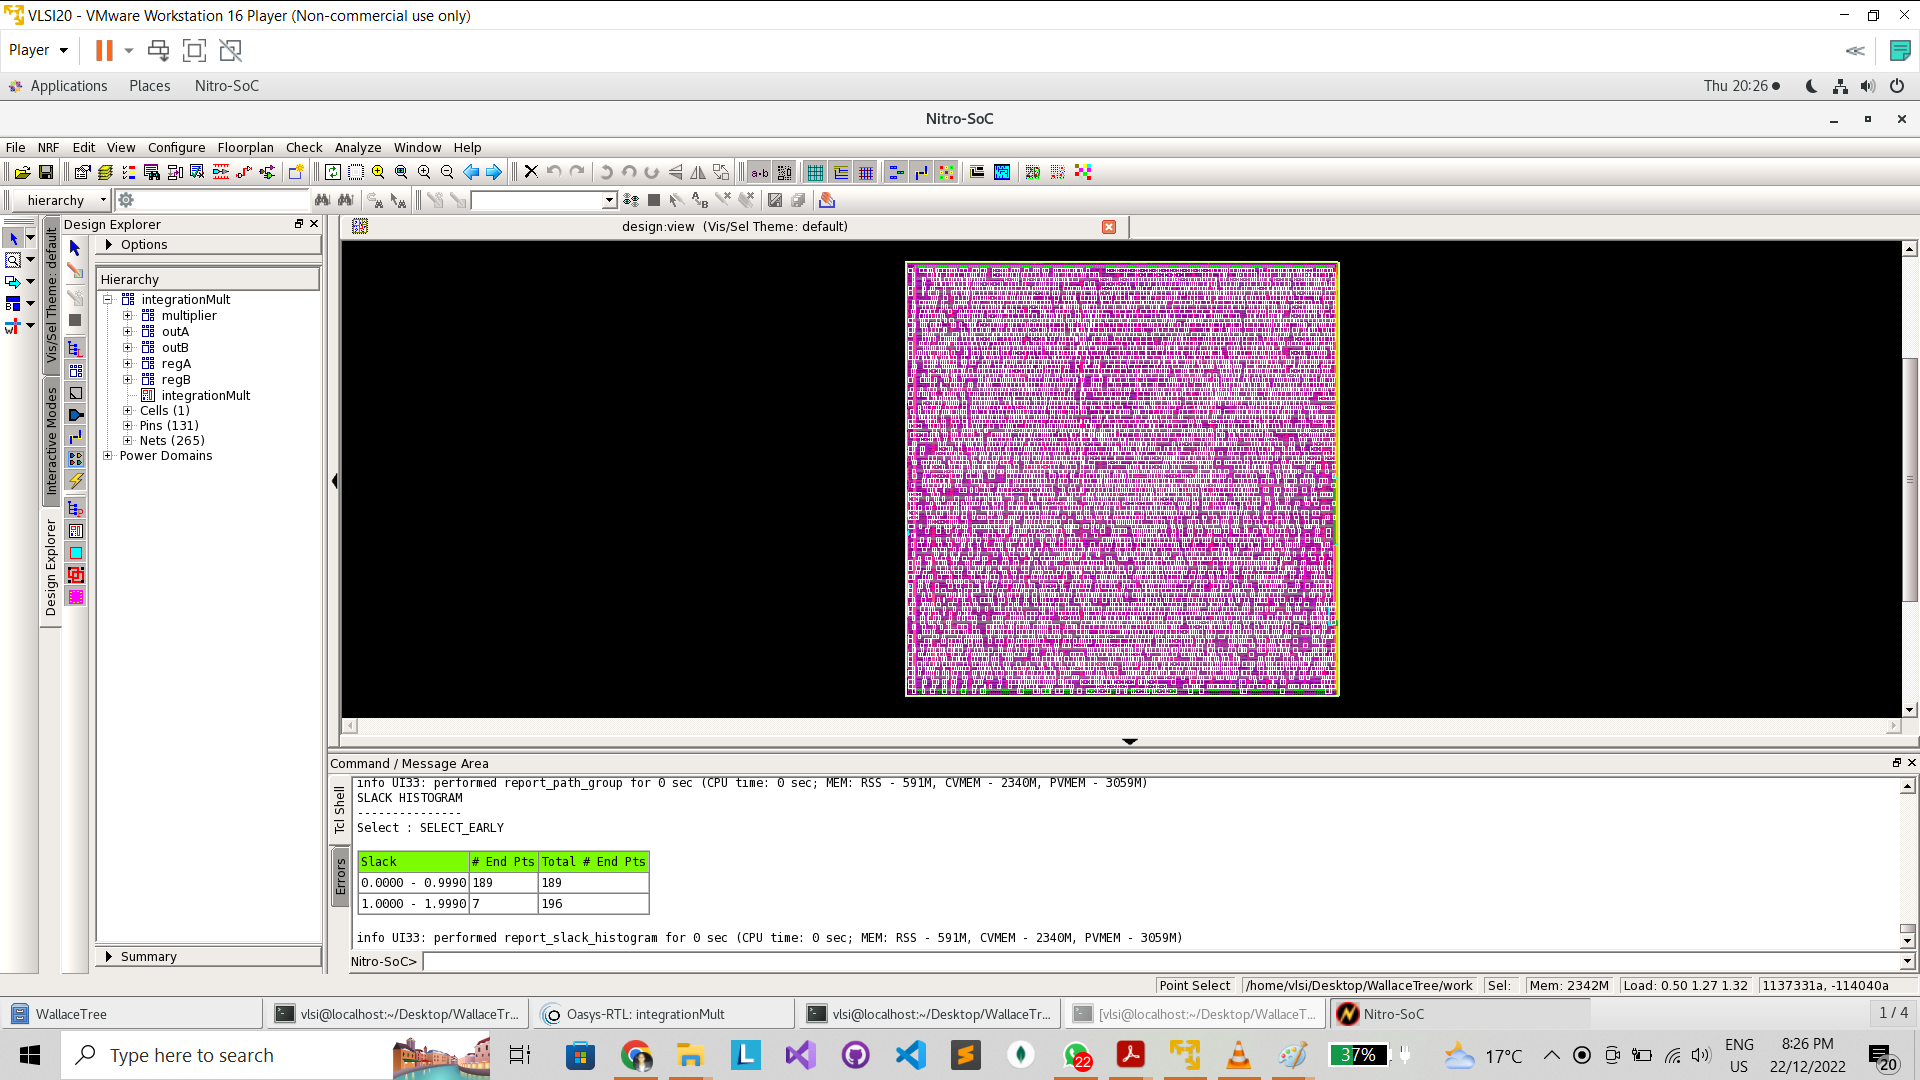 VLSI20 - VMware Workstation 16 Player (Non-commercial use only)
Player
Applications Places Nitro-SoC Thu 20:26
Nitro-SoC
File NRF Edit View Configure Floorplan Check Analyze Window Help
hierarchy
Design Explorer
design:view (Vis/Sel Theme: default)
Options
Vis/Sel Theme: default
Interactive Modes
Design Explorer
Hierarchy
integrationMult
multiplier
outA
outB
regA
regB
integrationMult
Cells (1)
Pins (131)
Nets (265)
Power Domains
Summary
Command / Message Area
Tcl Shell
Errors
info UI33: performed report_path_group for 0 sec (CPU time: 0 sec; MEM: RSS - 591M, CVMEM - 2340M, PVMEM - 3059M)
SLACK HISTOGRAM
---------------
Select : SELECT_EARLY
Slack # End Pts Total # End Pts
0.0000 - 0.9990 189 189
1.0000 - 1.9990 7 196
info UI33: performed report_slack_histogram for 0 sec (CPU time: 0 sec; MEM: RSS - 591M, CVMEM - 2340M, PVMEM - 3059M)
Nitro-SoC>
Point Select /home/vlsi/Desktop/WallaceTree/work Sel: Mem: 2342M Load: 0.50 1.27 1.32 1137331a, -114040a
WallaceTree vlsi@localhost:~/Desktop/WallaceTr... Oasys-RTL: integrationMult vlsi@localhost:~/Desktop/WallaceTr... [vlsi@localhost:~/Desktop/WallaceT... Nitro-SoC 1 / 4
Type here to search 22 37% 17°C ENG US 8:26 PM 22/12/2022 20